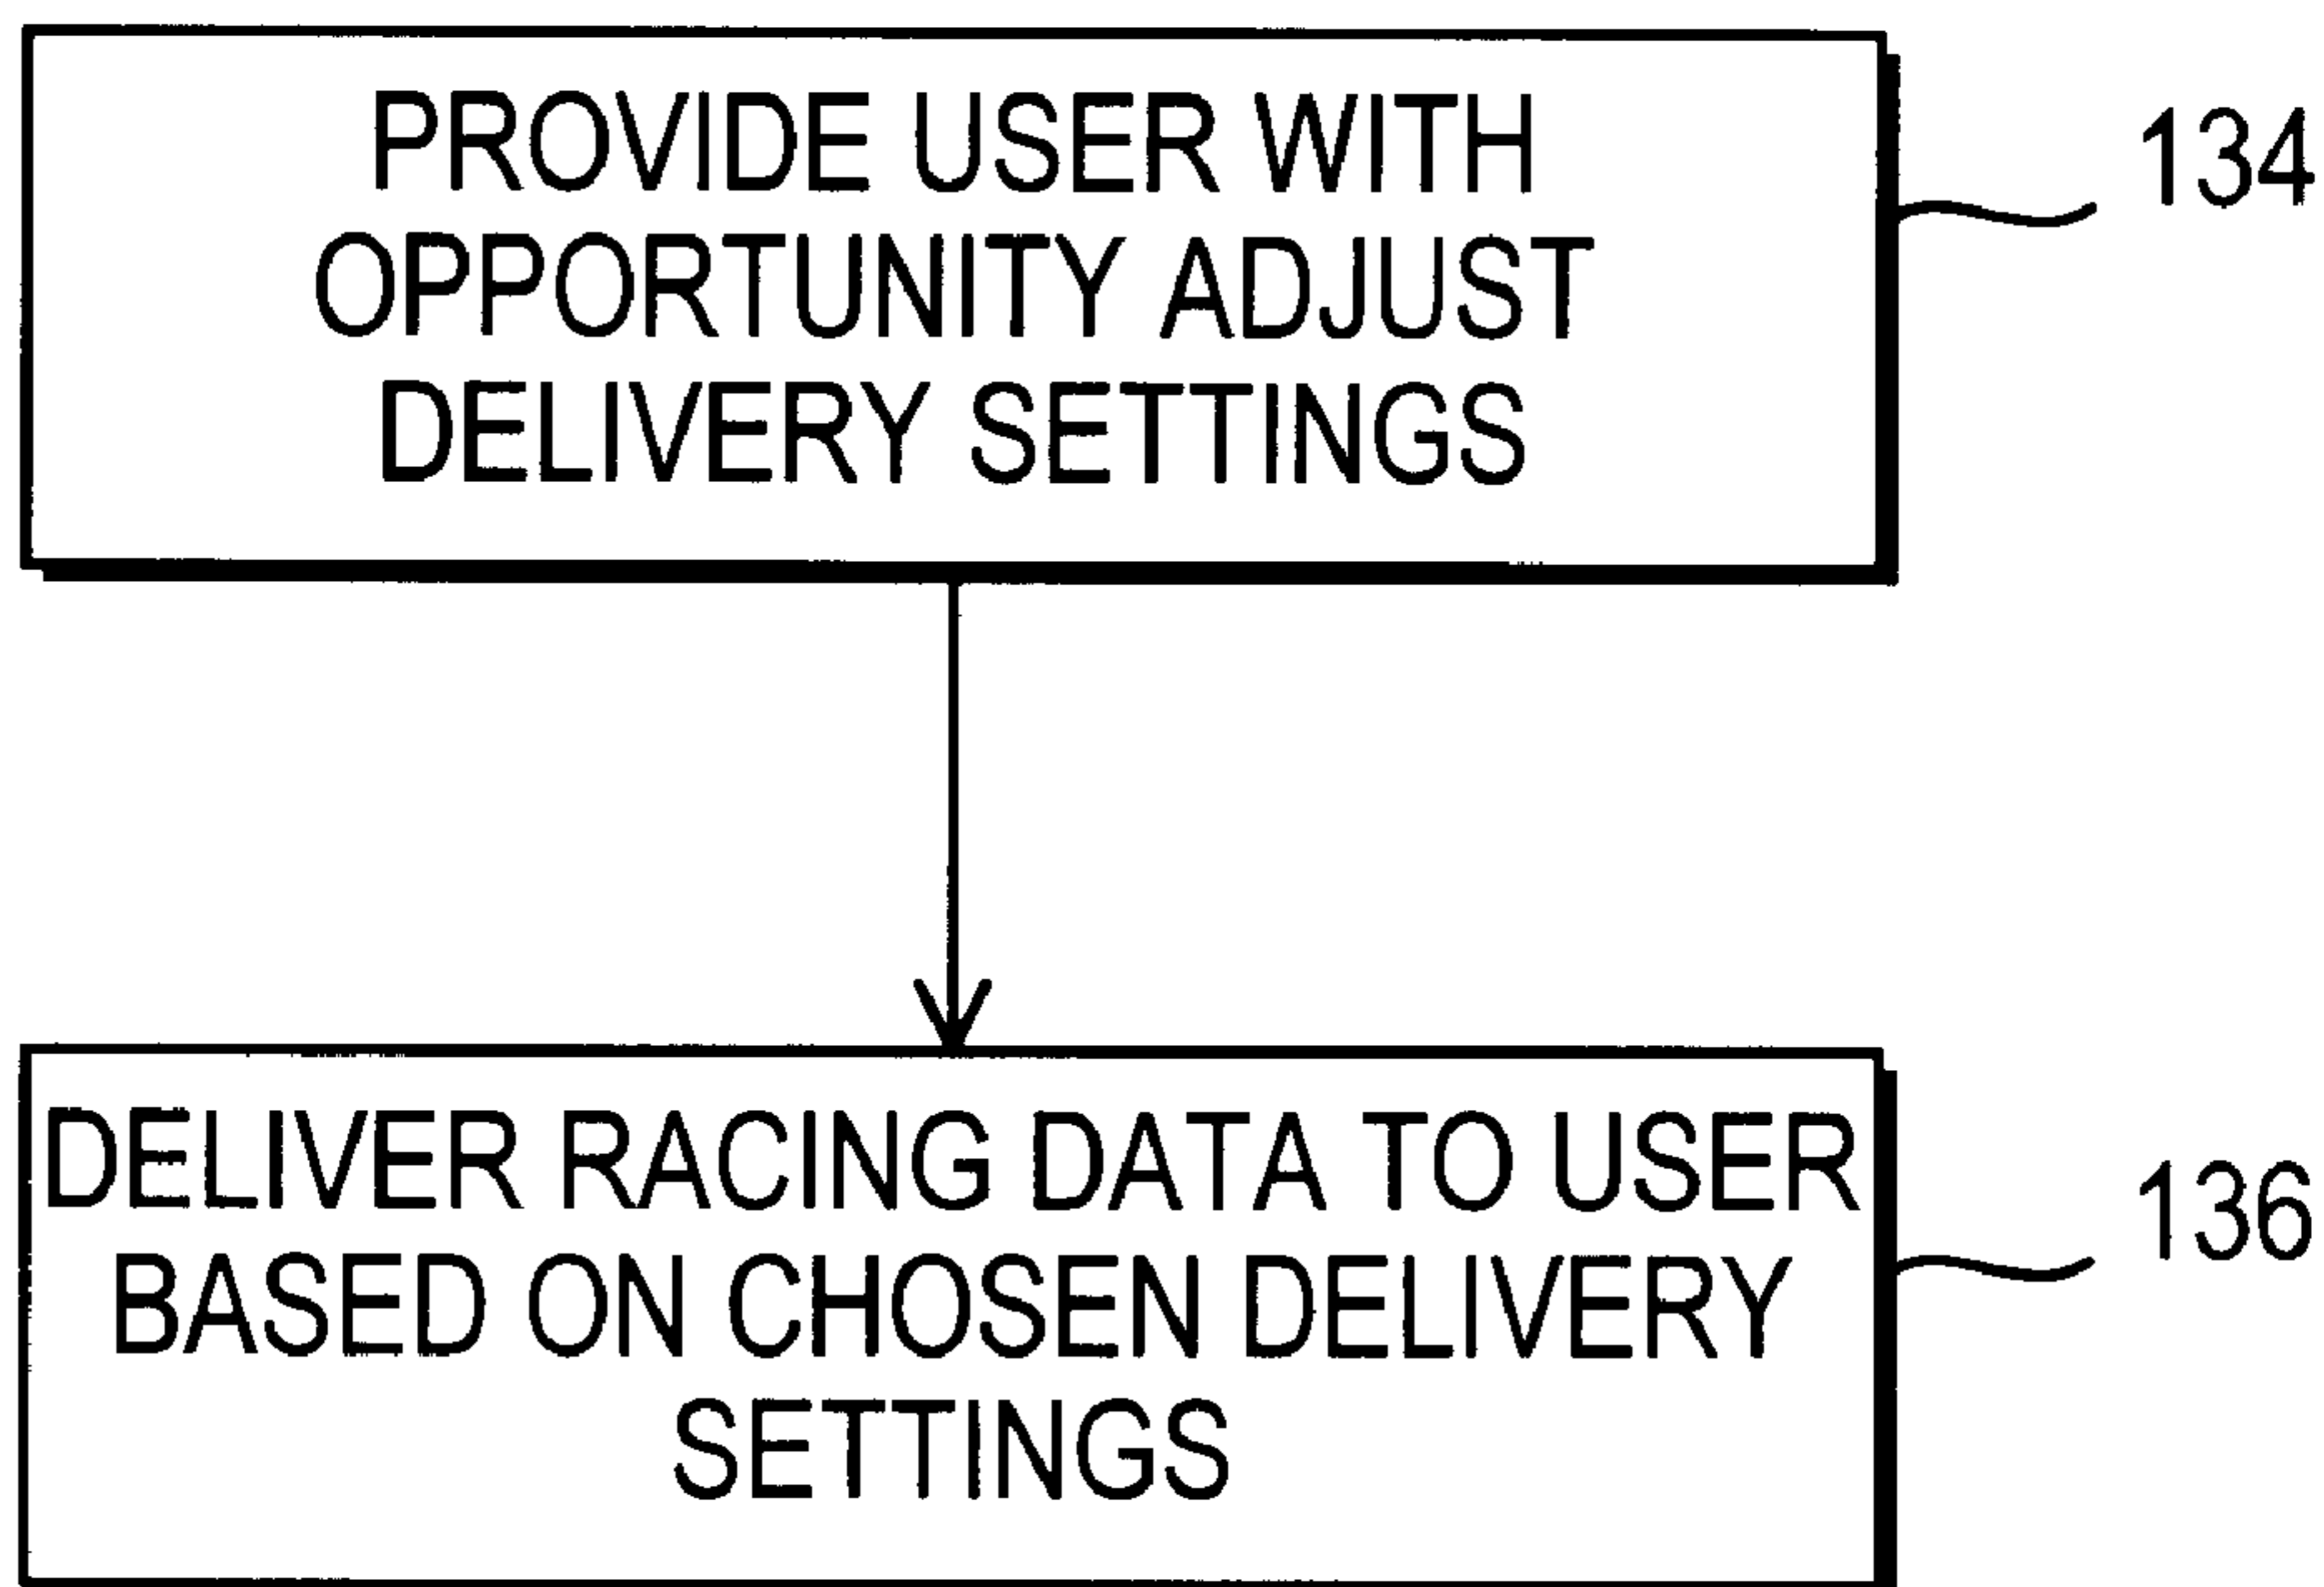 PROVIDE USER WITH
134
OPPORTUNITY ADJUST
DELIVERY SETTINGS
DELIVER RACING DATA TO USER
136
BASED ON CHOSEN DELIVERY
SETTINGS